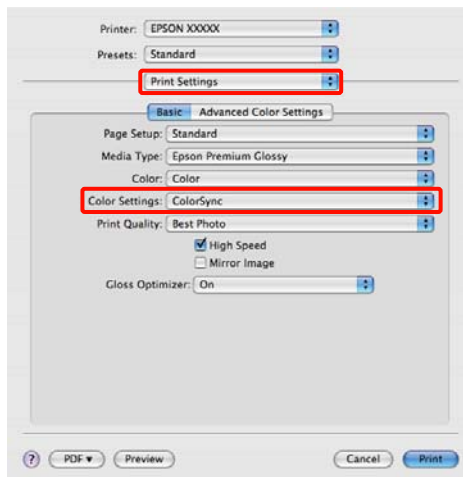 Printer: EPSON XXXXX
Presets: Standard
Print Settings
Basic Advanced Color Settings
Page Setup: Standard
Media Type: Epson Premium Glossy
Color: Color
Color Settings: ColorSync
Print Quality: Best Photo
High Speed
Mirror Image
Gloss Optimizer: On
? PDF ▼ Preview Cancel Print